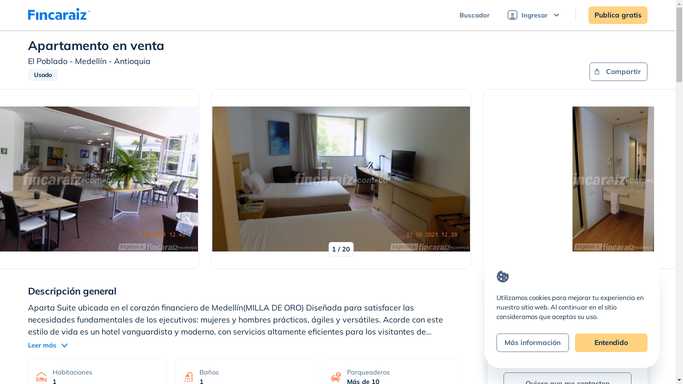 Fincaraiz
Buscador
Ingresar
Publica gratis
Apartamento en venta
El Poblado - Medellín - Antioquia
Usado
Compartir
fincaraiz
fincaraiz
fincaraiz
1 / 20
Descripción general
Aparta Suite ubicada en el corazón financiero de Medellín(MILLA DE ORO) Diseñada para satisfacer las
necesidades fundamentales de los ejecutivos: mujeres y hombres prácticos, ágiles y versátiles. Acorde con este
estilo de vida es un hotel vanguardista y moderno, con servicios altamente eficientes para los visitantes de...
Leer más
Habitaciones
1
Baños
1
Parqueaderos
Más de 10
Utilizamos cookies para mejorar tu experiencia en
nuestro sitio web. Al continuar en el sitio
consideramos que aceptas su uso.
Más información
Entendido
Quiero que me contacten